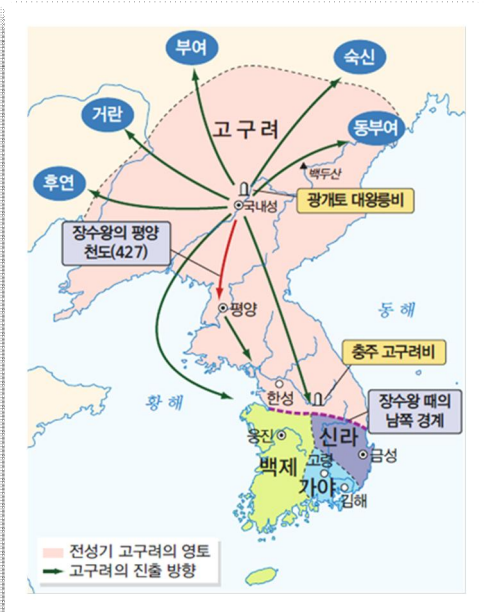 부여
숙신
거란
고구려
동부여
백두산
후연
국내성
광개토 대왕릉비
장수왕의 평양
천도(427)
평양
동해
충주 고구려비
한성
황해
장수왕 때의
남쪽 경계
웅진
신라
금성
백제
고령
가야
김해
전성기 고구려의 영토
고구려의 진출 방향